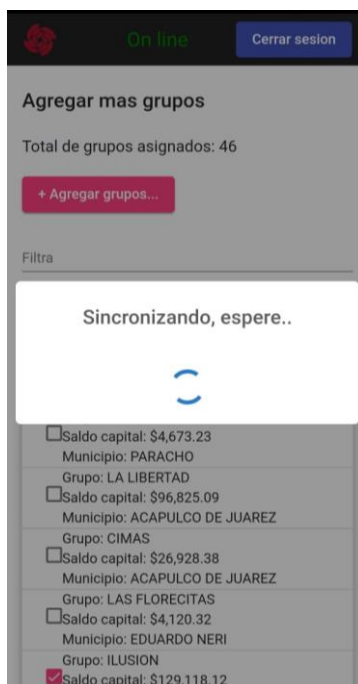 On line
Cerrar sesion
Agregar mas grupos
Total de grupos asignados: 46
+ Agregar grupos...
Filtra
Sincronizando, espere..
Saldo capital: $4,673.23
Municipio: PARACHO
Grupo: LA LIBERTAD
Saldo capital: $96,825.09
Municipio: ACAPULCO DE JUAREZ
Grupo: CIMAS
Saldo capital: $26,928.38
Municipio: ACAPULCO DE JUAREZ
Grupo: LAS FLORECITAS
Saldo capital: $4,120.32
Municipio: EDUARDO NERI
Grupo: ILUSION
Saldo capital: $129,118.12